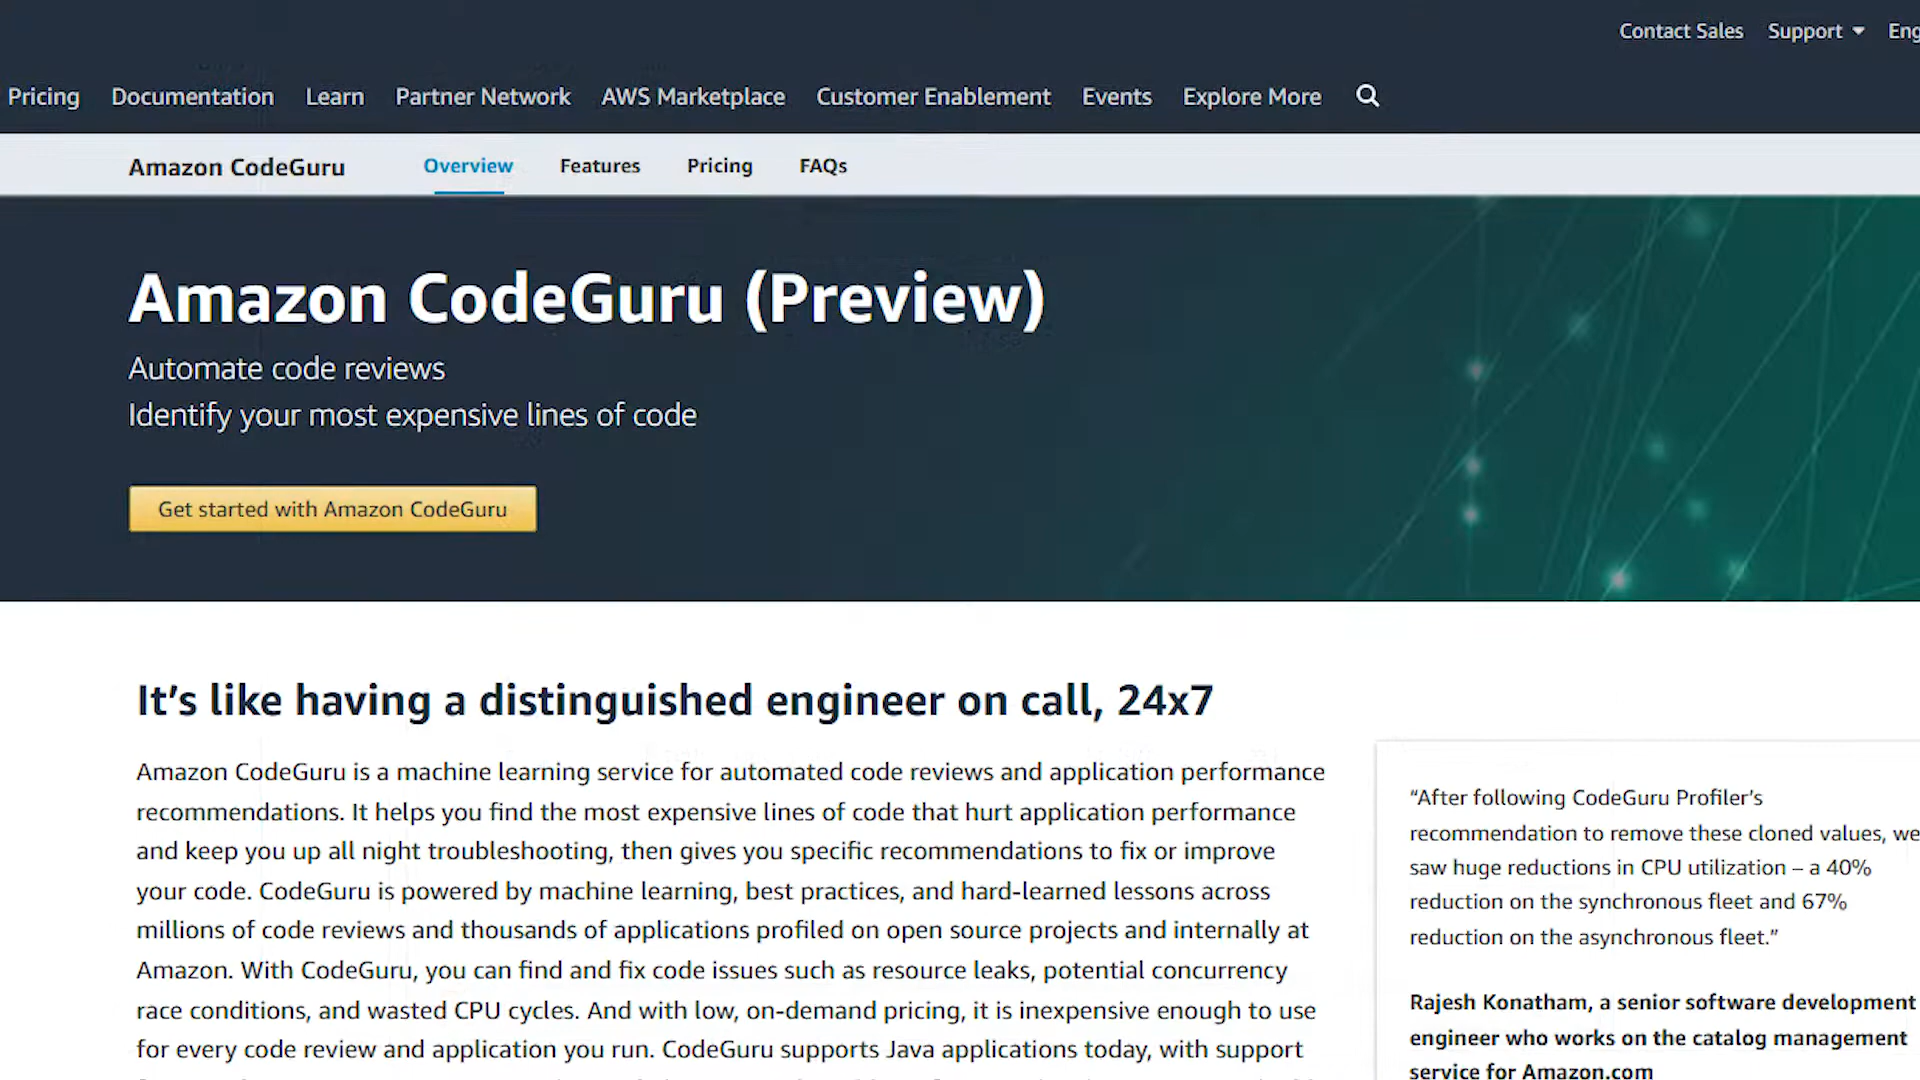 Contact Sales Support Eng
Pricing Documentation Learn Partner Network AWS Marketplace Customer Enablement Events Explore More
Amazon CodeGuru Overview Features Pricing FAQs
Amazon CodeGuru (Preview)
Automate code reviews
Identify your most expensive lines of code
Get started with Amazon CodeGuru
It’s like having a distinguished engineer on call, 24x7
Amazon CodeGuru is a machine learning service for automated code reviews and application performance
recommendations. It helps you find the most expensive lines of code that hurt application performance
and keep you up all night troubleshooting, then gives you specific recommendations to fix or improve
your code. CodeGuru is powered by machine learning, best practices, and hard-learned lessons across
millions of code reviews and thousands of applications profiled on open source projects and internally at
Amazon. With CodeGuru, you can find and fix code issues such as resource leaks, potential concurrency
race conditions, and wasted CPU cycles. And with low, on-demand pricing, it is inexpensive enough to use
for every code review and application you run. CodeGuru supports Java applications today, with support
“After following CodeGuru Profiler’s
recommendation to remove these cloned values, we
saw huge reductions in CPU utilization – a 40%
reduction on the synchronous fleet and 67%
reduction on the asynchronous fleet.”
Rajesh Konatham, a senior software development
engineer who works on the catalog management
service for Amazon.com